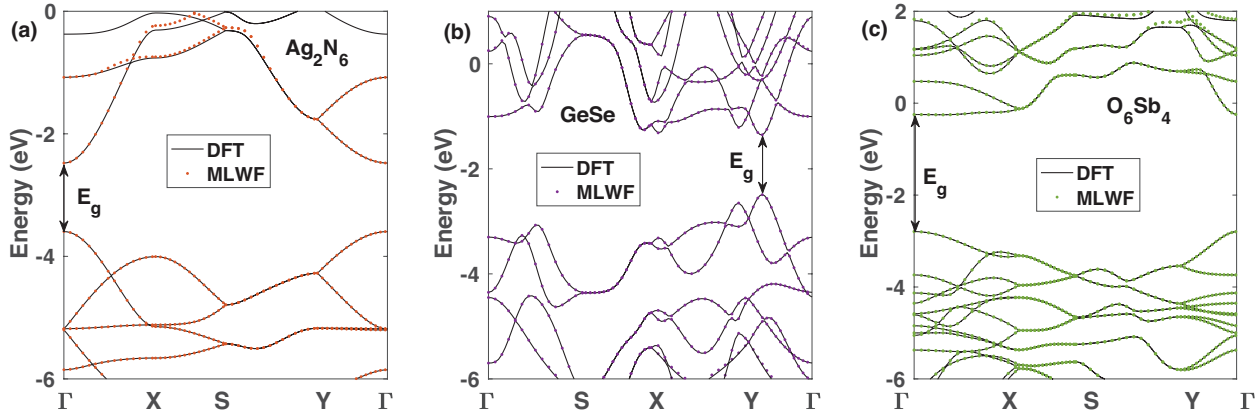 (a)
Ag2N6
DFT
MLWF
Eg
Energy (eV)
0
-2
-4
-6
Γ X S Y Γ
(b)
GeSe
DFT
MLWF
Eg
Energy (eV)
0
-2
-4
-6
Γ S X Y Γ
(c)
O6Sb4
DFT
MLWF
Eg
Energy (eV)
2
0
-2
-4
-6
Γ X S Y Γ